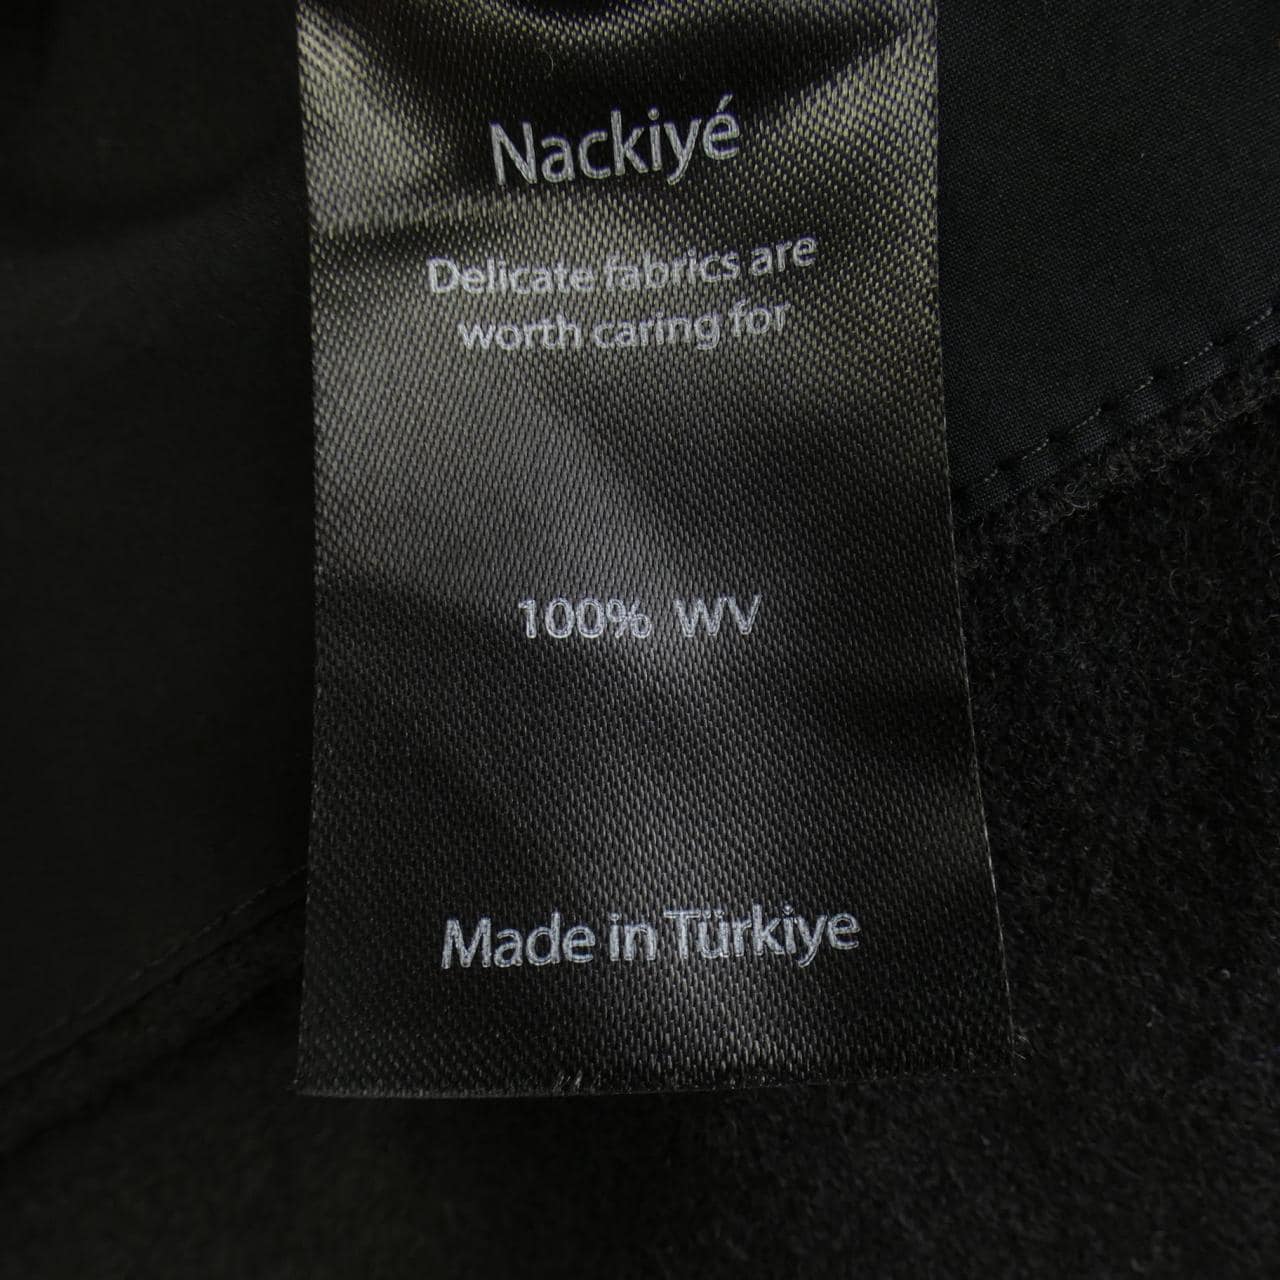 Nackiyé
Delicate fabrics are
worth caring for
100% WV
Made in Türkiye